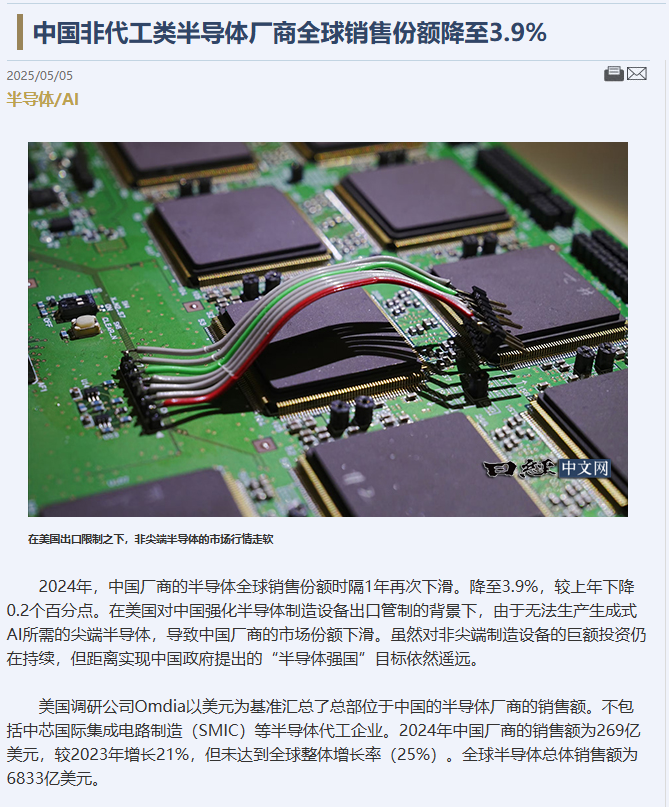 中国非代工类半导体厂商全球销售份额降至3.9%
2025/05/05
半导体/AI
日经中文网
在美国出口限制之下，非尖端半导体的市场行情走软
2024年，中国厂商的半导体全球销售份额时隔1年再次下滑。降至3.9%，较上年下降
0.2个百分点。在美国对中国强化半导体制造设备出口管制的背景下，由于无法生产生成式
AI所需的尖端半导体，导致中国厂商的市场份额下滑。虽然对非尖端制造设备的巨额投资仍
在持续，但距离实现中国政府提出的“半导体强国”目标依然遥远。
美国调研公司Omdia以美元为基准汇总了总部位于中国的半导体厂商的销售额。不包
括中芯国际集成电路制造（SMIC）等半导体代工企业。2024年中国厂商的销售额为269亿
美元，较2023年增长21%，但未达到全球整体增长率（25%）。全球半导体总体销售额为
6833亿美元。